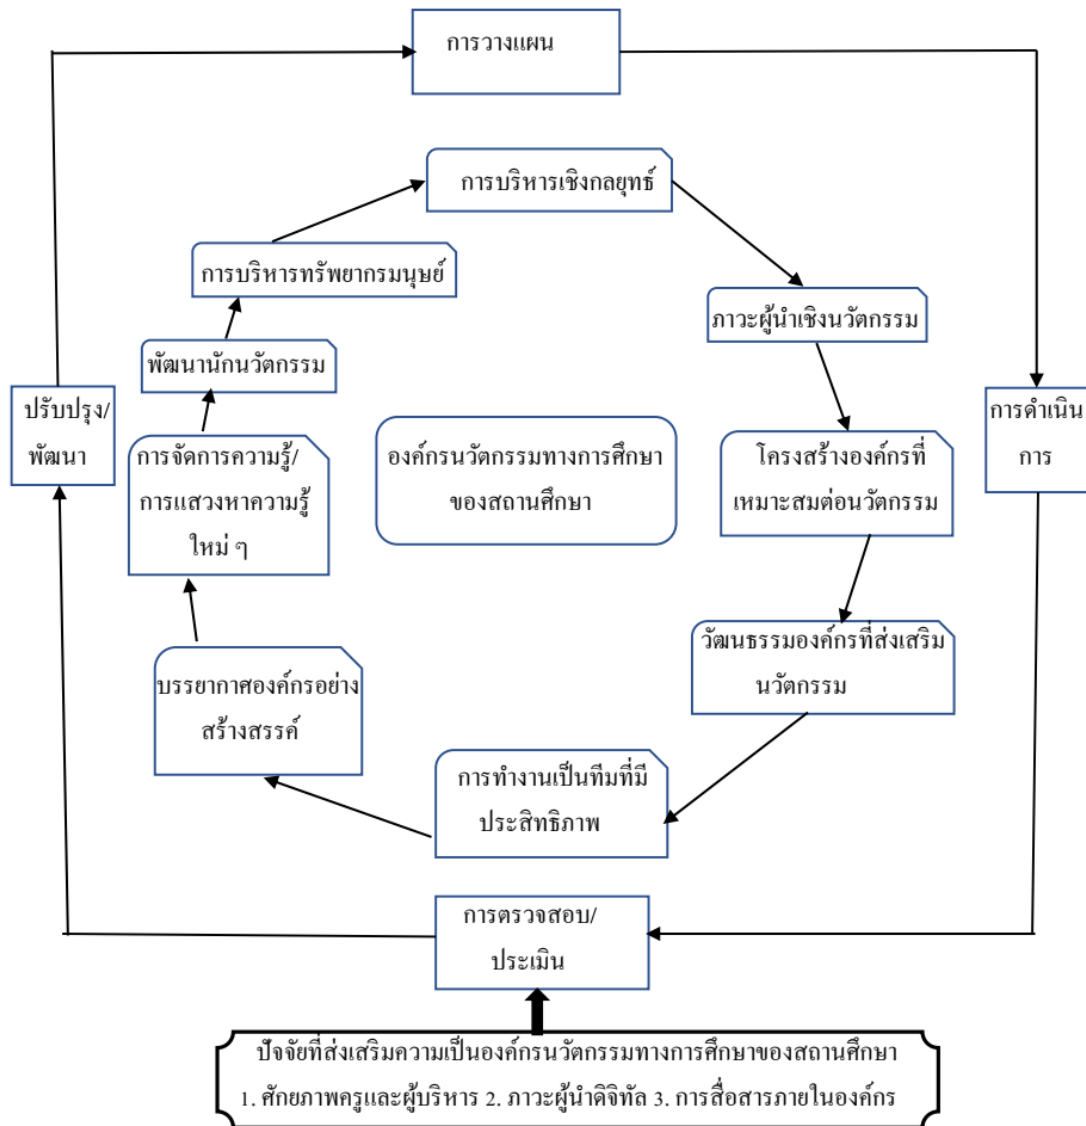 การวางแผน
การบริหารเชิงกลยุทธ์
การบริหารทรัพยากรมนุษย์
ภาวะผู้นำเชิงนวัตกรรม
พัฒนานักนวัตกรรม
ปรับปรุง/
พัฒนา
การจัดการความรู้/
การแสวงหาความรู้
ใหม่ ๆ
องค์กรนวัตกรรมทางการศึกษา
ของสถานศึกษา
โครงสร้างองค์กรที่
เหมาะสมต่อนวัตกรรม
การดำเนิน
การ
บรรยากาศองค์กรอย่าง
สร้างสรรค์
วัฒนธรรมองค์กรที่ส่งเสริม
นวัตกรรม
การทำงานเป็นทีมที่มี
ประสิทธิภาพ
การตรวจสอบ/
ประเมิน
ปัจจัยที่ส่งเสริมความเป็นองค์กรนวัตกรรมทางการศึกษาของสถานศึกษา
1. ศักยภาพครูและผู้บริหาร 2. ภาวะผู้นำดิจิทัล 3. การสื่อสารภายในองค์กร